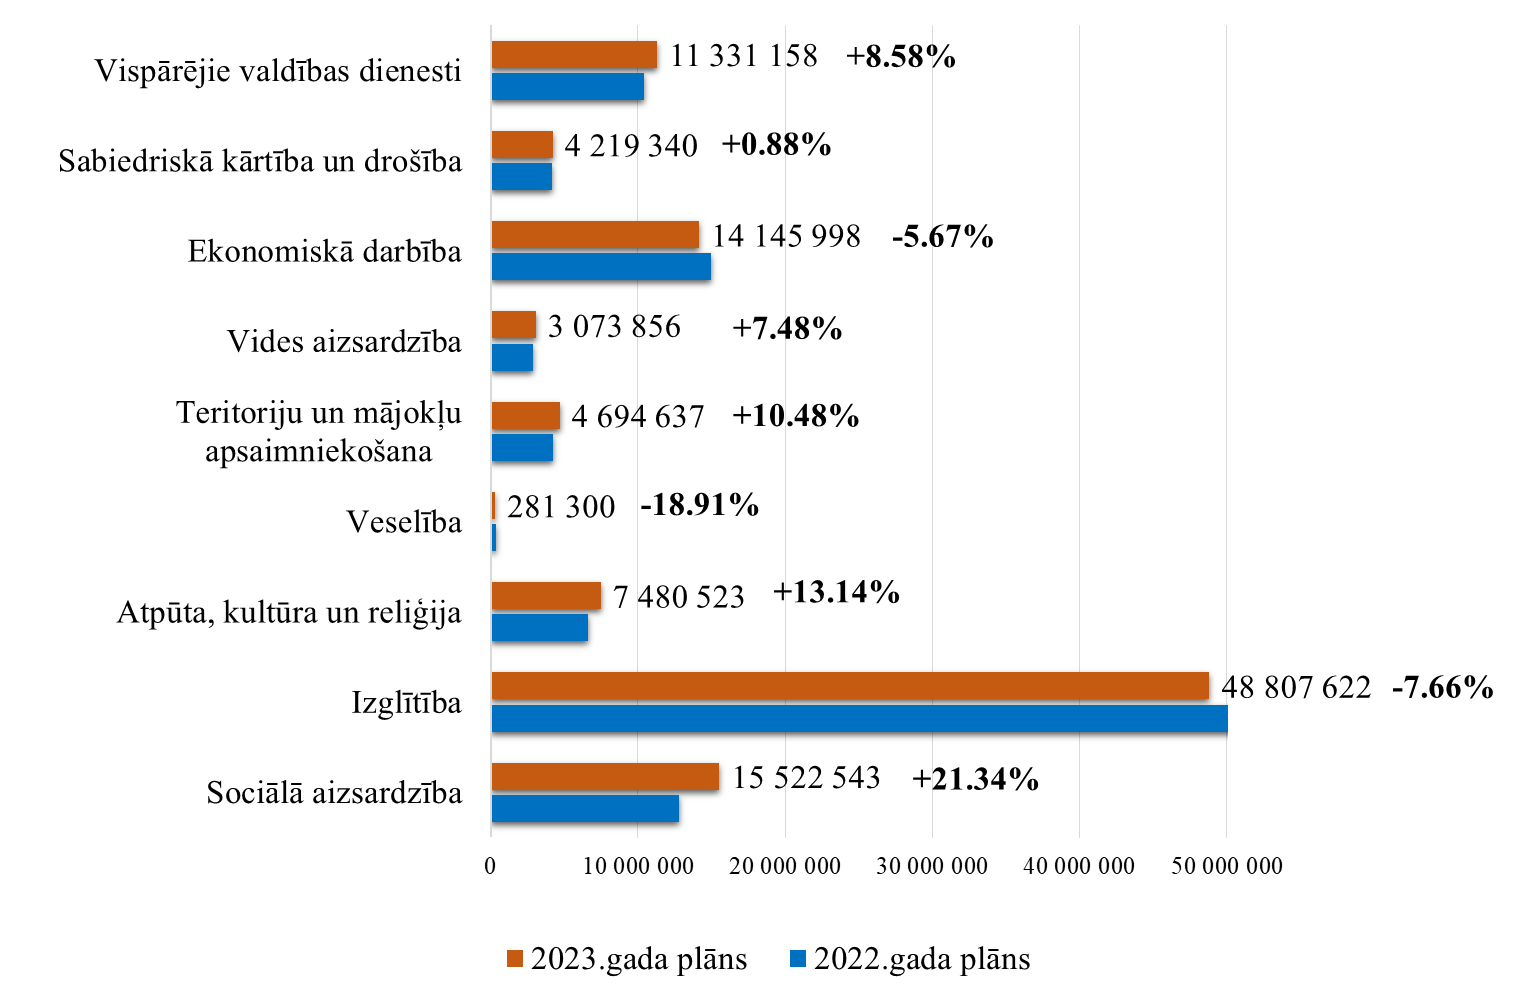 Vispārējie valdības dienesti
11 331 158 +8.58%
Sabiedriskā kārtība un drošība
4 219 340 +0.88%
Ekonomiskā darbība
14 145 998 -5.67%
Vides aizsardzība
3 073 856 +7.48%
Teritoriju un mājokļu
apsaimniekošana
4 694 637 +10.48%
Veselība
281 300 -18.91%
Atpūta, kultūra un reliģija
7 480 523 +13.14%
Izglītība
48 807 622 -7.66%
Sociālā aizsardzība
15 522 543 +21.34%
0 10 000 000 20 000 000 30 000 000 40 000 000 50 000 000
2023.gada plāns 2022.gada plāns